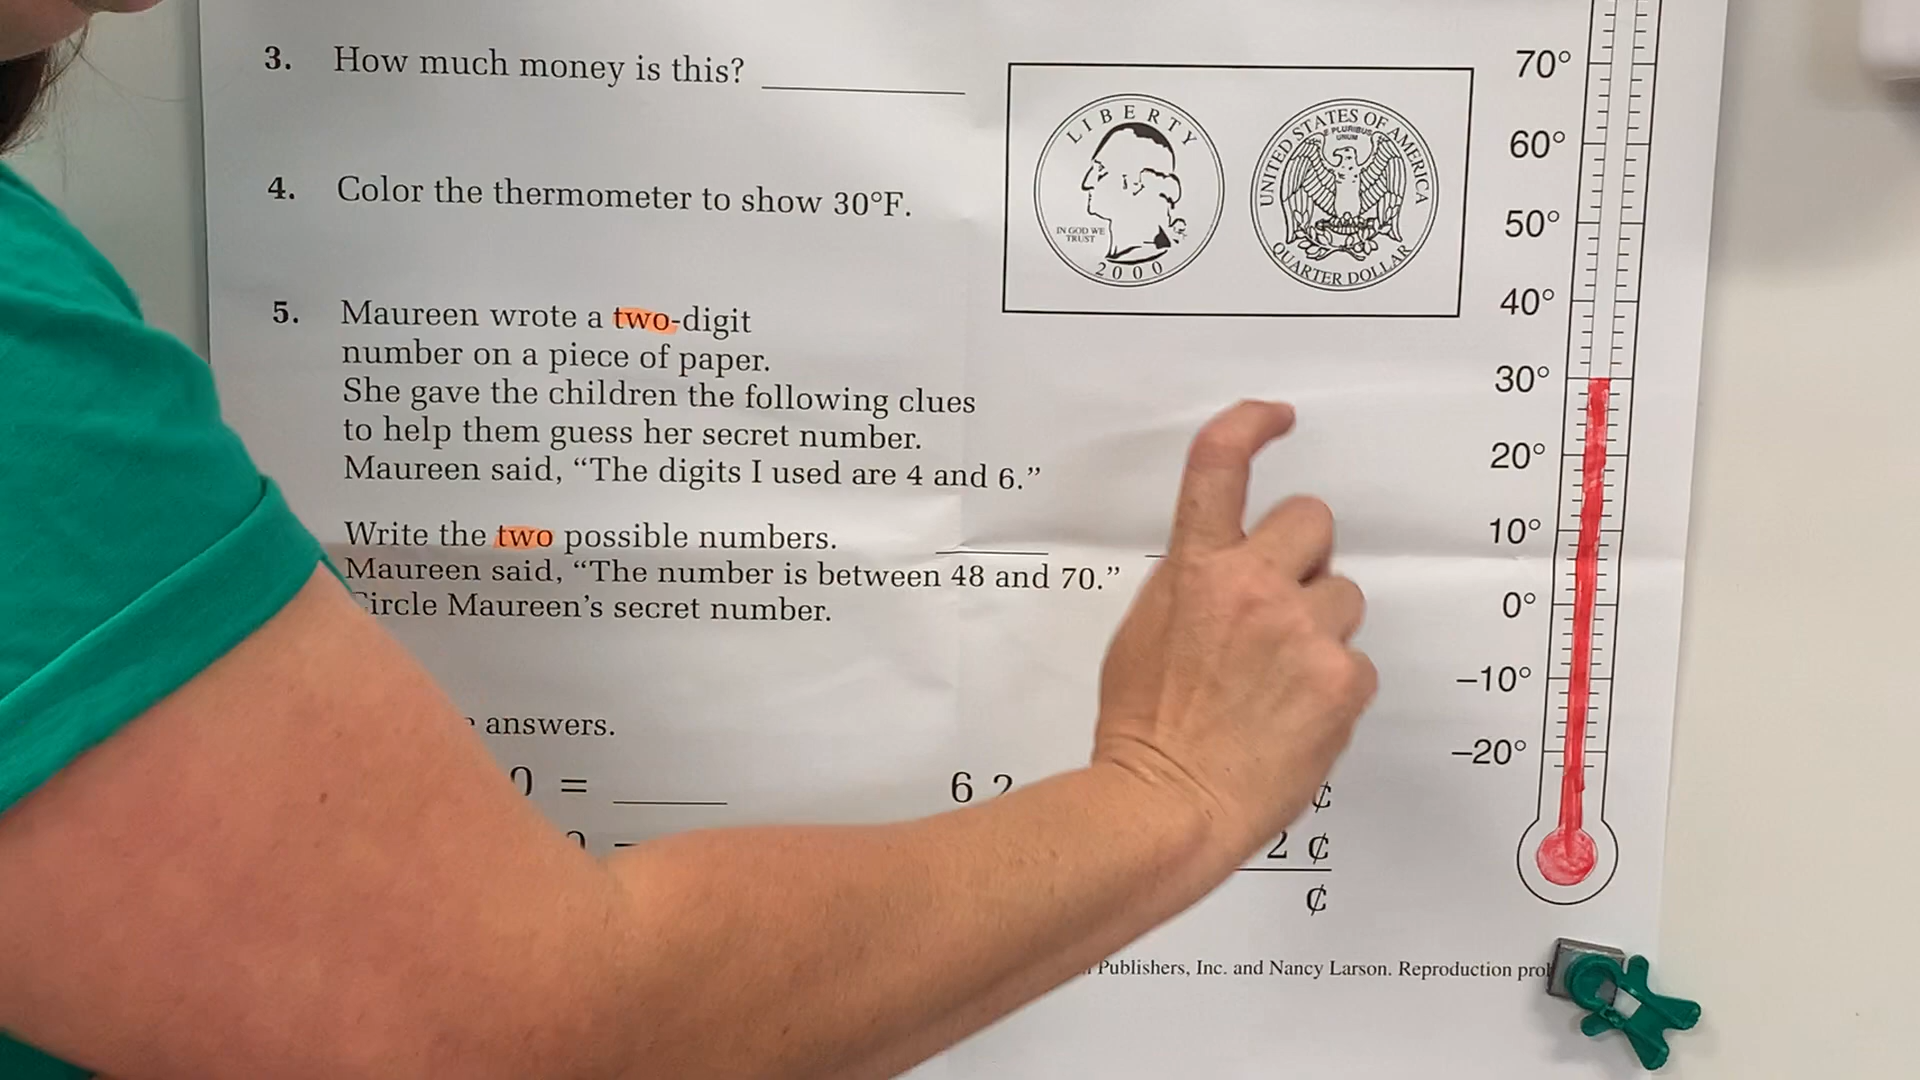 3. How much money is this?
LIBERTY
IN GOD WE
TRUST
2000
UNITED STATES OF AMERICA
E PLURIBUS
UNUM
QUARTER DOLLAR
4. Color the thermometer to show 30°F.
5. Maureen wrote a two-digit
number on a piece of paper.
She gave the children the following clues
to help them guess her secret number.
Maureen said, “The digits I used are 4 and 6.”
Write the two possible numbers.
Maureen said, “The number is between 48 and 70.”
Circle Maureen’s secret number.
answers.
0 =
6 2
¢
2 ¢
¢
Publishers, Inc. and Nancy Larson. Reproduction
70°
60°
50°
40°
30°
20°
10°
0°
–10°
–20°